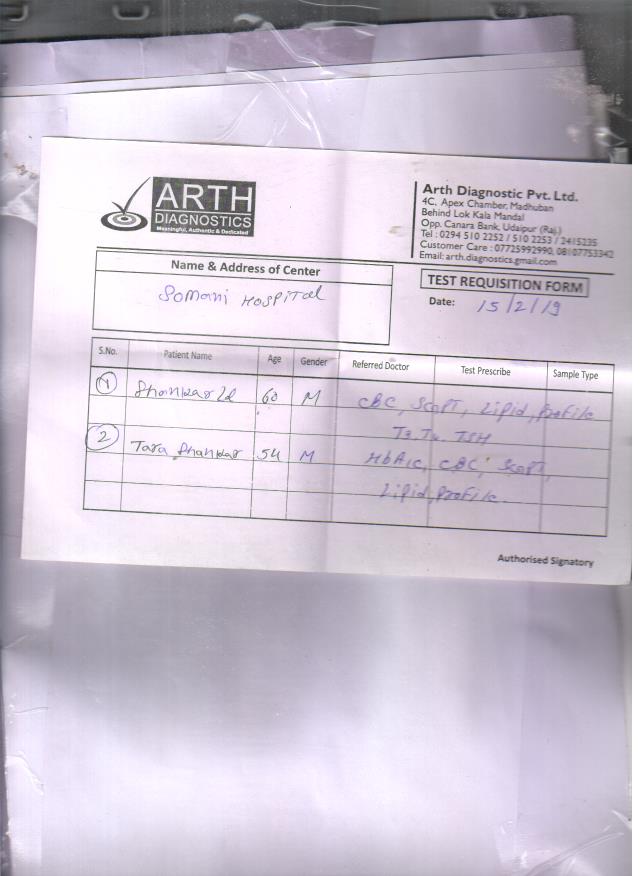 ARTH
DIAGNOSTICS
Meaningful, Authentic & Dedicated
Arth Diagnostic Pvt. Ltd.
4C, Apex Chamber, Madhuban
Behind Lok Kala Mandal
Opp. Canara Bank, Udaipur (Raj.)
Tel : 0294 510 2252 / 510 2253 / 2415235
Customer Care : 07725992990, 08107753342
Email: arth.diagnostics.gmail.com
Name & Address of Center
Somani HOSPITal
TEST REQUISITION FORM
Date: 15/2/19
S.No. Patient Name Age Gender Referred Doctor Test Prescribe Sample Type
1 Shankar 60 M CBC, SGPT, Lipid, Profile
T3. T4. TSH
2 Tara Shankar 54 M HbA1c, CBC, SGPT,
Lipid, Profile.
Authorised Signatory